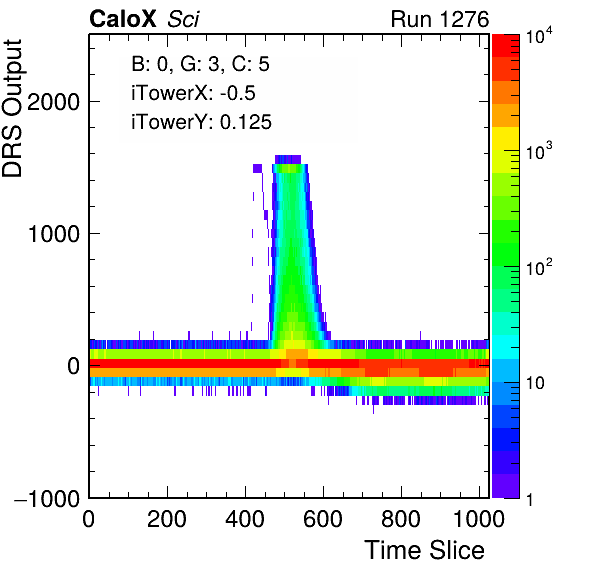 CaloX Sci Run 1276
B: 0, G: 3, C: 5
iTowerX: -0.5
iTowerY: 0.125
DRS Output
2000
1000
0
−1000
0 200 400 600 800 1000
Time Slice
10^4
10^3
10^2
10
1